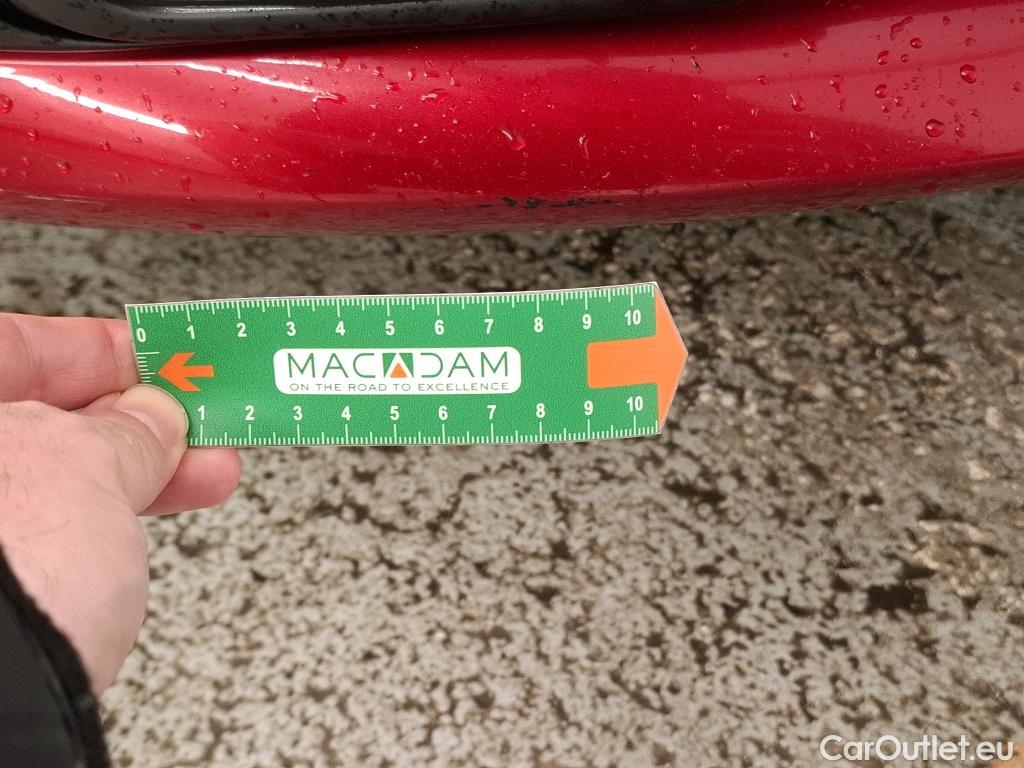 0 1 2 3 4 5 6 7 8 9 10
MACADAM
ON THE ROAD TO EXCELLENCE
1 2 3 4 5 6 7 8 9 10
CarOutlet.eu